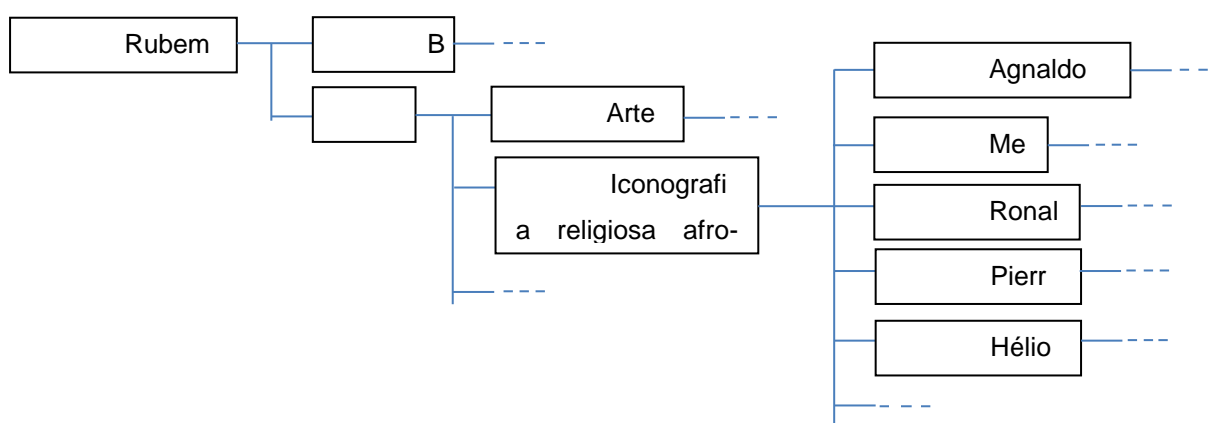 Rubem
B
Arte
Iconografi
a religiosa afro-
Agnaldo
Me
Ronal
Pierr
Hélio